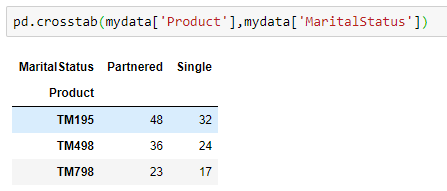 pd.crosstab(mydata['Product'],mydata['MaritalStatus'])
MaritalStatus Partnered Single
Product
TM195 48 32
TM498 36 24
TM798 23 17